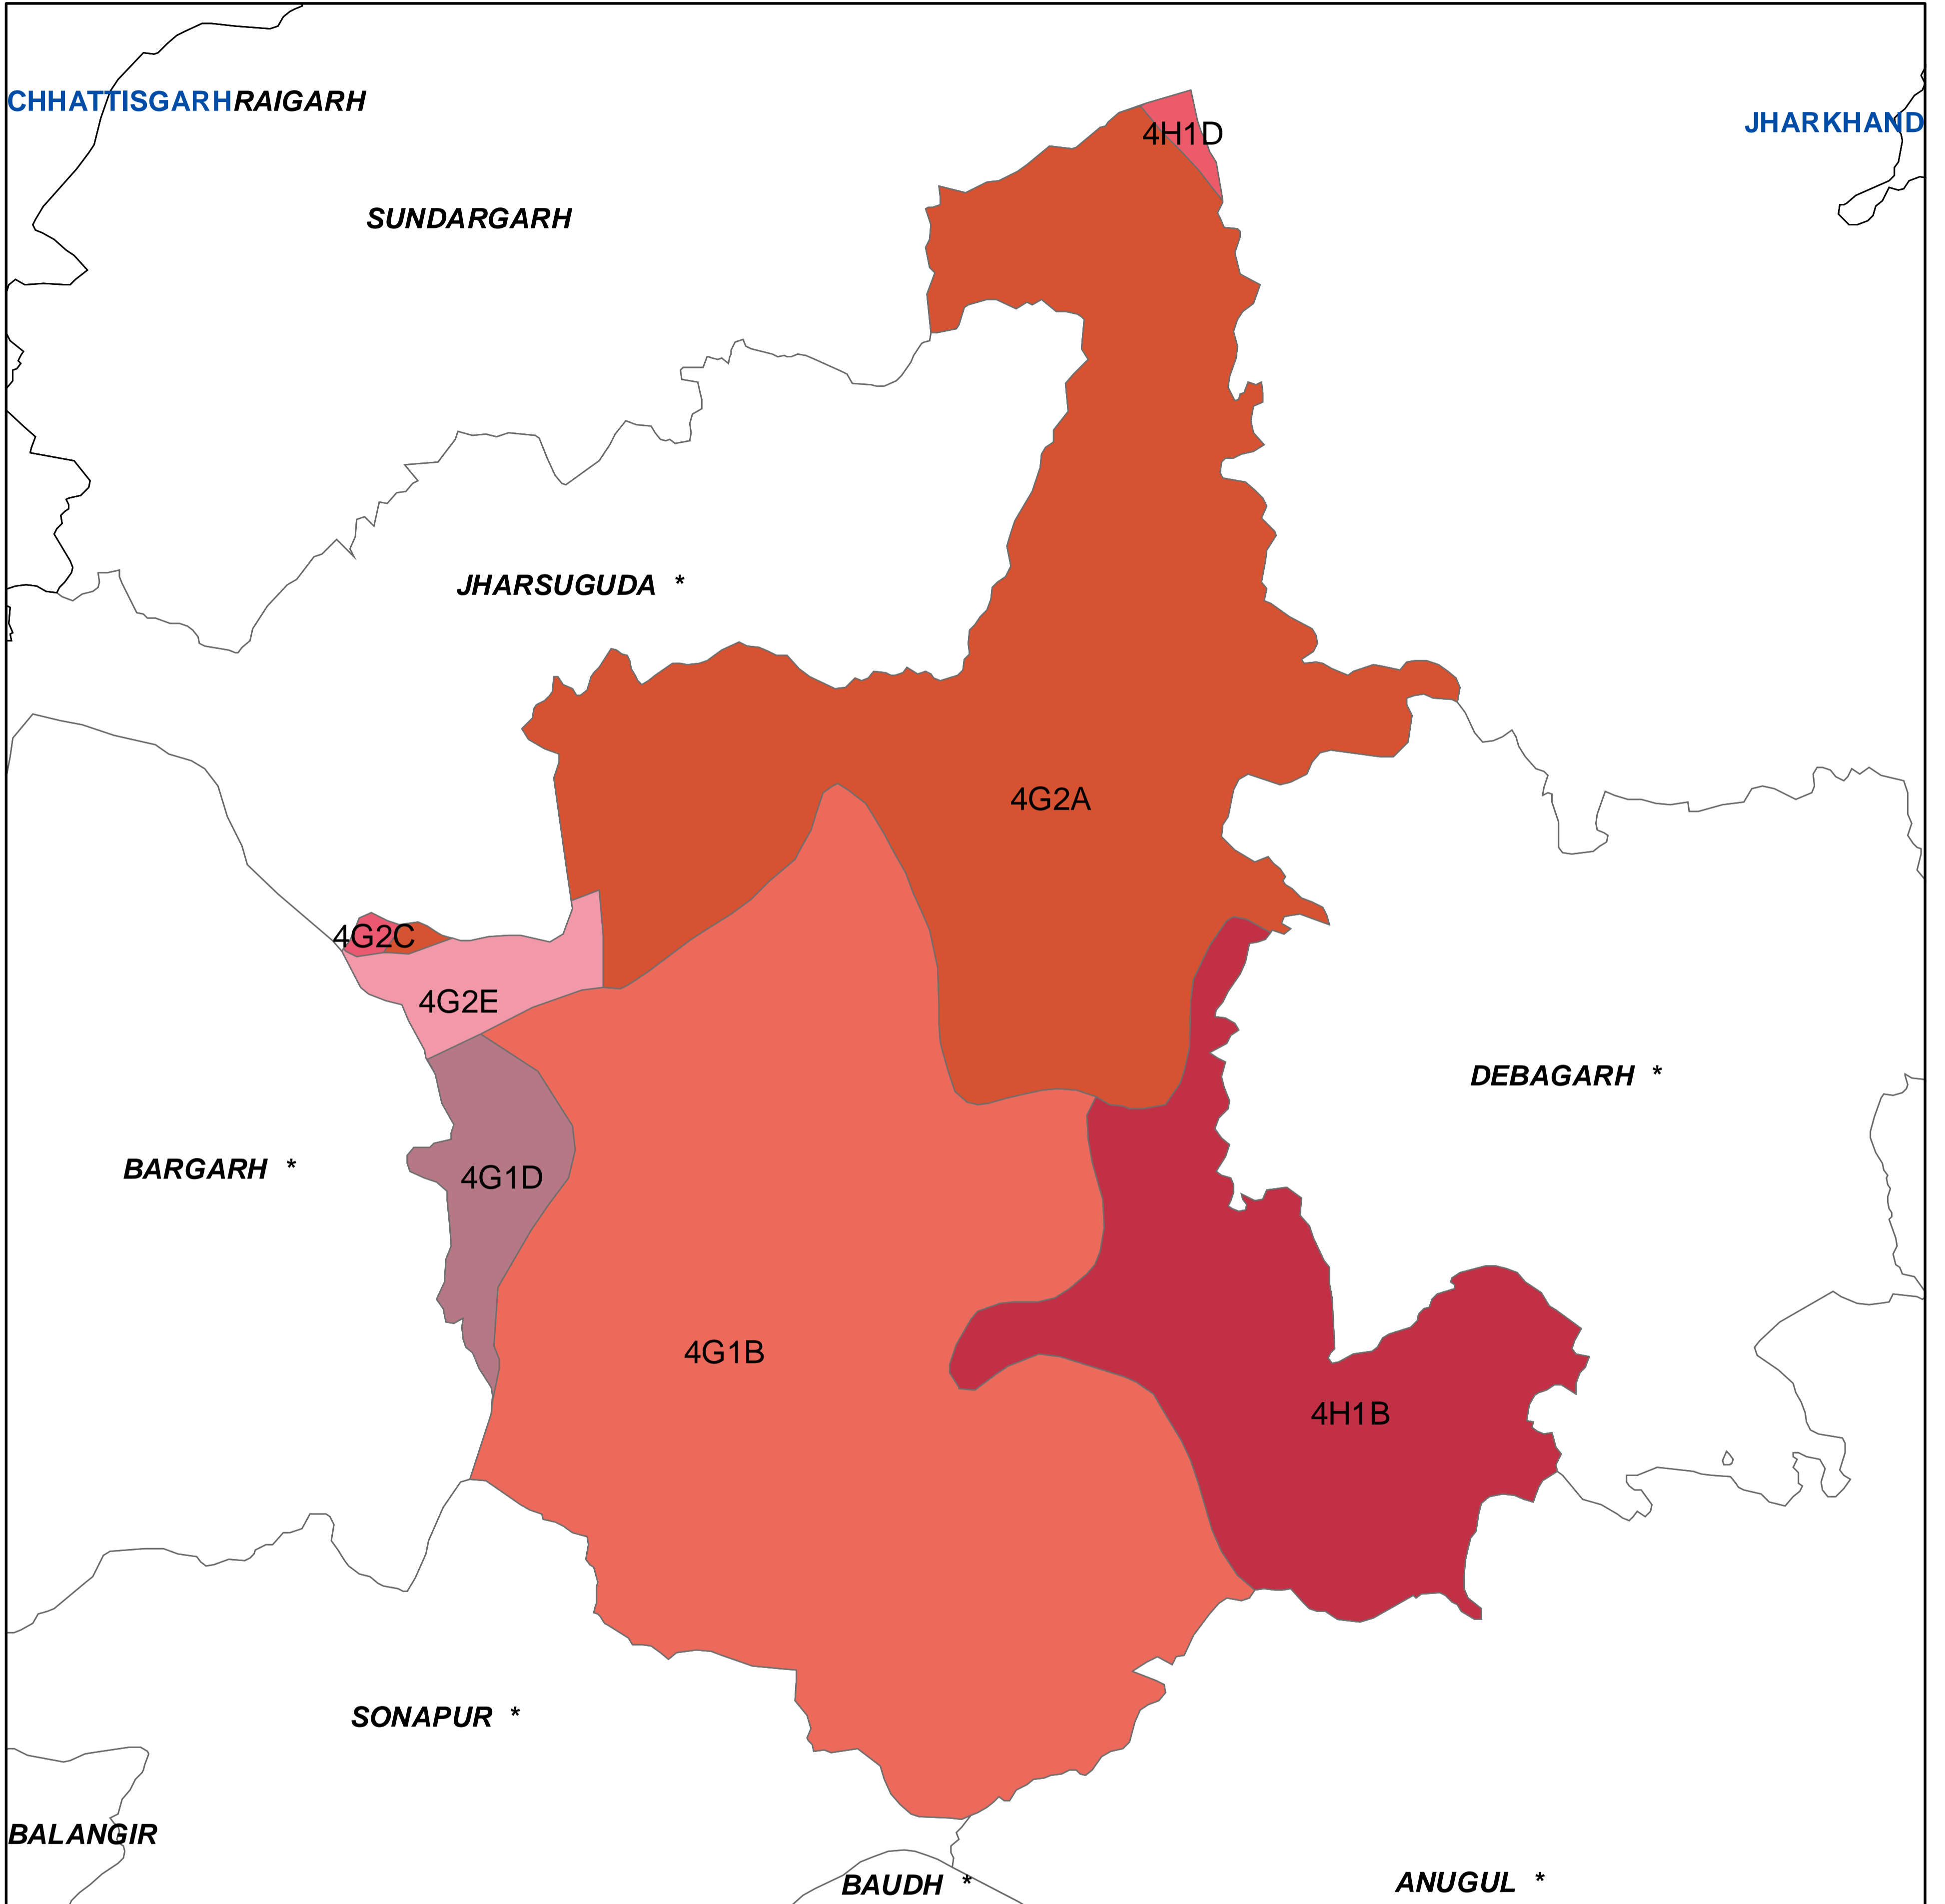 CHHATTISGARH RAIGARH
JHARKHAND
4H1D
SUNDARGARH
JHARSUGUDA *
4G2A
4G2C
4G2E
DEBAGARH *
BARGARH *
4G1D
4G1B
4H1B
SONAPUR *
BALANGIR
BAUDH *
ANUGUL *